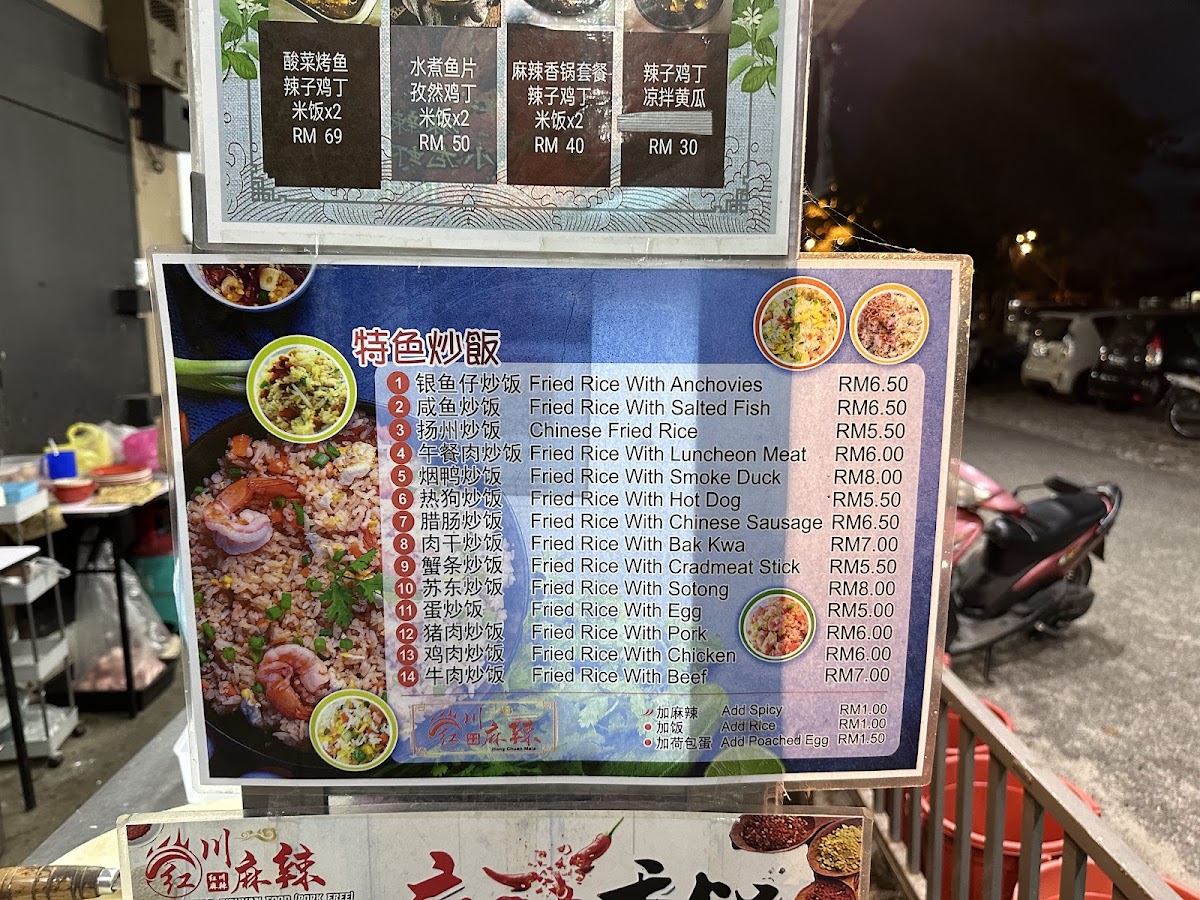 酸菜烤鱼
辣子鸡丁
米饭x2
RM 69
水煮鱼片
孜然鸡丁
米饭x2
RM 50
麻辣香锅套餐
辣子鸡丁
米饭x2
RM 40
辣子鸡丁
凉拌黄瓜
RM 30
特色炒飯
1 银鱼仔炒饭 Fried Rice With Anchovies RM6.50
2 咸鱼炒饭 Fried Rice With Salted Fish RM6.50
3 扬州炒饭 Chinese Fried Rice RM5.50
4 午餐肉炒饭 Fried Rice With Luncheon Meat RM6.00
5 烟鸭炒饭 Fried Rice With Smoke Duck RM8.00
6 热狗炒饭 Fried Rice With Hot Dog RM5.50
7 腊肠炒饭 Fried Rice With Chinese Sausage RM6.50
8 肉干炒饭 Fried Rice With Bak Kwa RM7.00
9 蟹条炒饭 Fried Rice With Cradmeat Stick RM5.50
10 苏东炒饭 Fried Rice With Sotong RM8.00
11 蛋炒饭 Fried Rice With Egg RM5.00
12 猪肉炒饭 Fried Rice With Pork RM6.00
13 鸡肉炒饭 Fried Rice With Chicken RM6.00
14 牛肉炒饭 Fried Rice With Beef RM7.00
加麻辣 Add Spicy RM1.00
加饭 Add Rice RM1.00
加荷包蛋 Add Poached Egg RM1.50
红川麻辣
Hong Chuan Mala
红川麻辣
FOOD (PORK FREE)